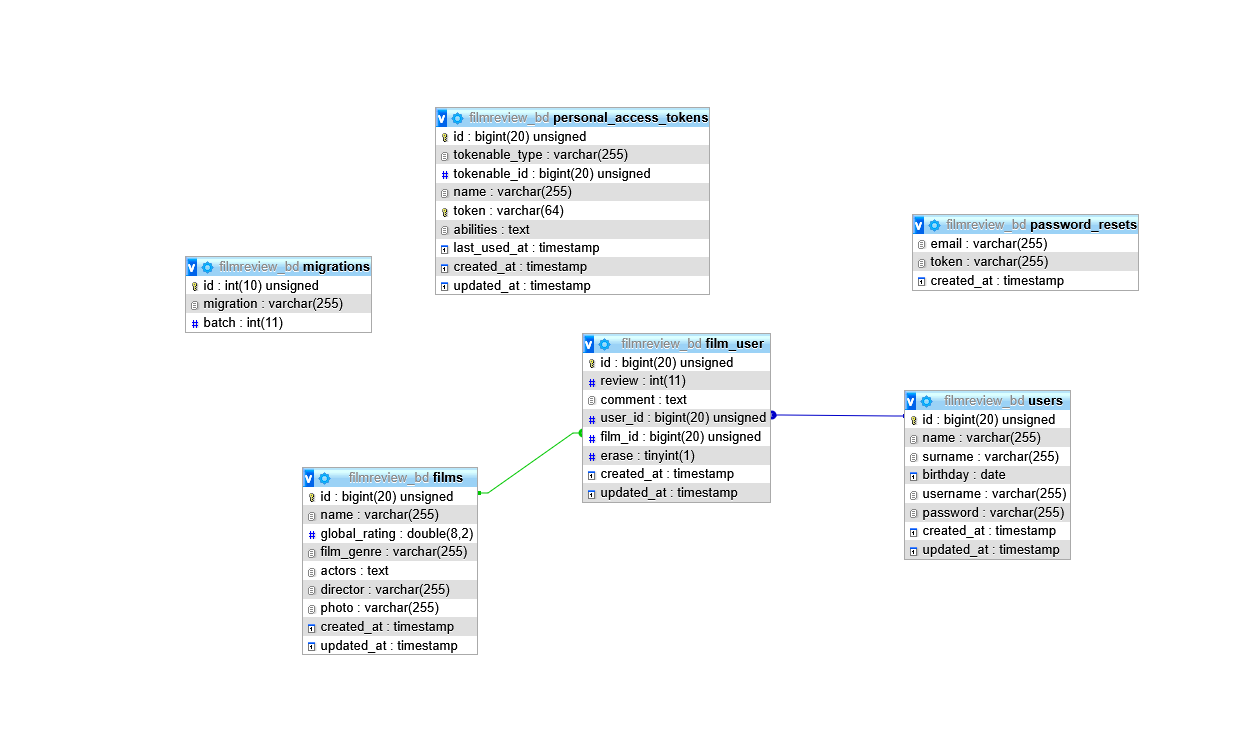 filmreview_bd personal_access_tokens
id : bigint(20) unsigned
tokenable_type : varchar(255)
tokenable_id : bigint(20) unsigned
name : varchar(255)
token : varchar(64)
abilities : text
last_used_at : timestamp
created_at : timestamp
updated_at : timestamp
filmreview_bd password_resets
email : varchar(255)
token : varchar(255)
created_at : timestamp
filmreview_bd migrations
id : int(10) unsigned
migration : varchar(255)
batch : int(11)
filmreview_bd film_user
id : bigint(20) unsigned
review : int(11)
comment : text
user_id : bigint(20) unsigned
film_id : bigint(20) unsigned
erase : tinyint(1)
created_at : timestamp
updated_at : timestamp
filmreview_bd users
id : bigint(20) unsigned
name : varchar(255)
surname : varchar(255)
birthday : date
username : varchar(255)
password : varchar(255)
created_at : timestamp
updated_at : timestamp
filmreview_bd films
id : bigint(20) unsigned
name : varchar(255)
global_rating : double(8,2)
film_genre : varchar(255)
actors : text
director : varchar(255)
photo : varchar(255)
created_at : timestamp
updated_at : timestamp